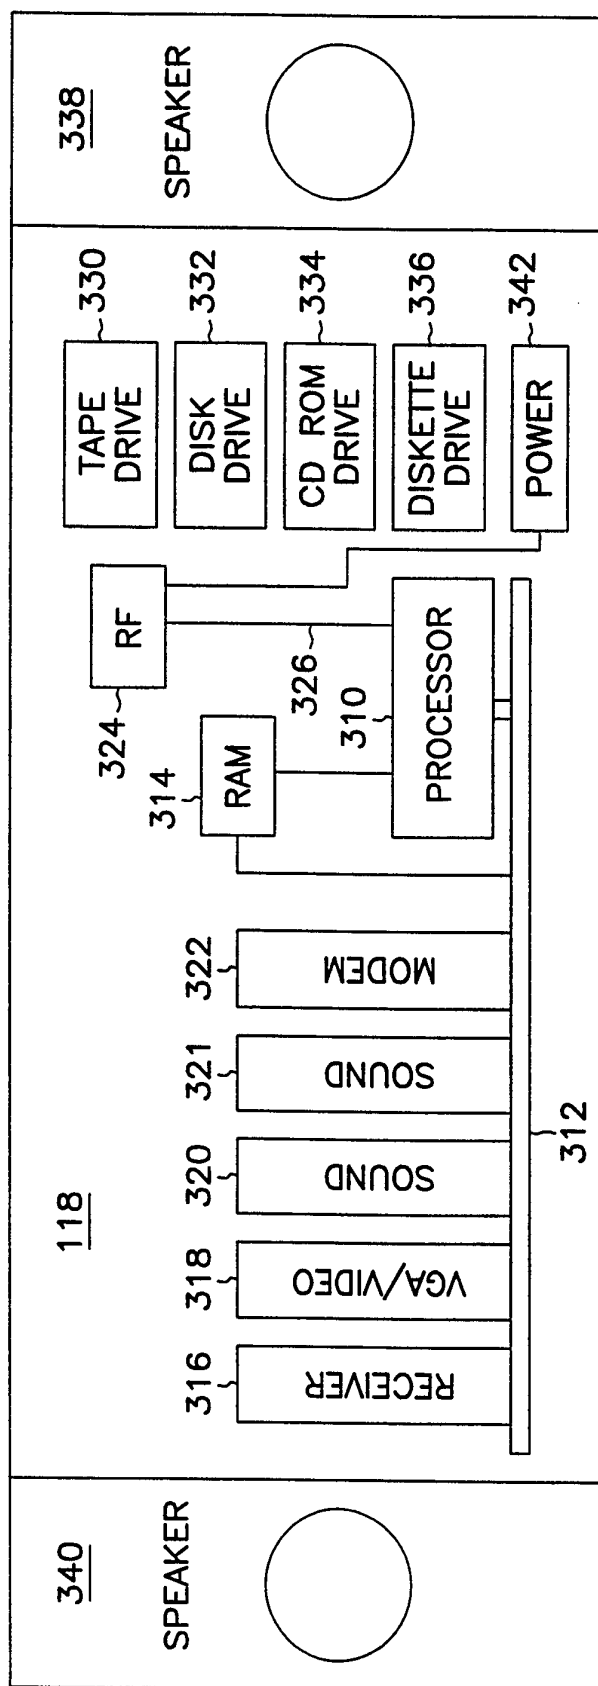 340
SPEAKER
118
316
RECEIVER
318
VGA/VIDEO
320
SOUND
321
SOUND
322
MODEM
312
314
RAM
324
RF
326
310
PROCESSOR
TAPE
DRIVE
330
DISK
DRIVE
332
CD ROM
DRIVE
334
DISKETTE
DRIVE
336
POWER
342
338
SPEAKER